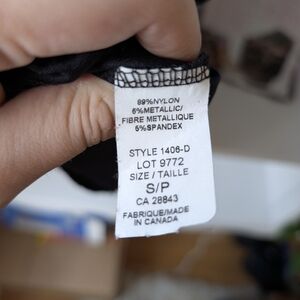 89%NYLON
6%METALLIC/
FIBRE METALLIQUE
5%SPANDEX
STYLE 1406-D
LOT 9772
SIZE / TAILLE
S/P
CA 28843
FABRIQUE/MADE
IN CANADA